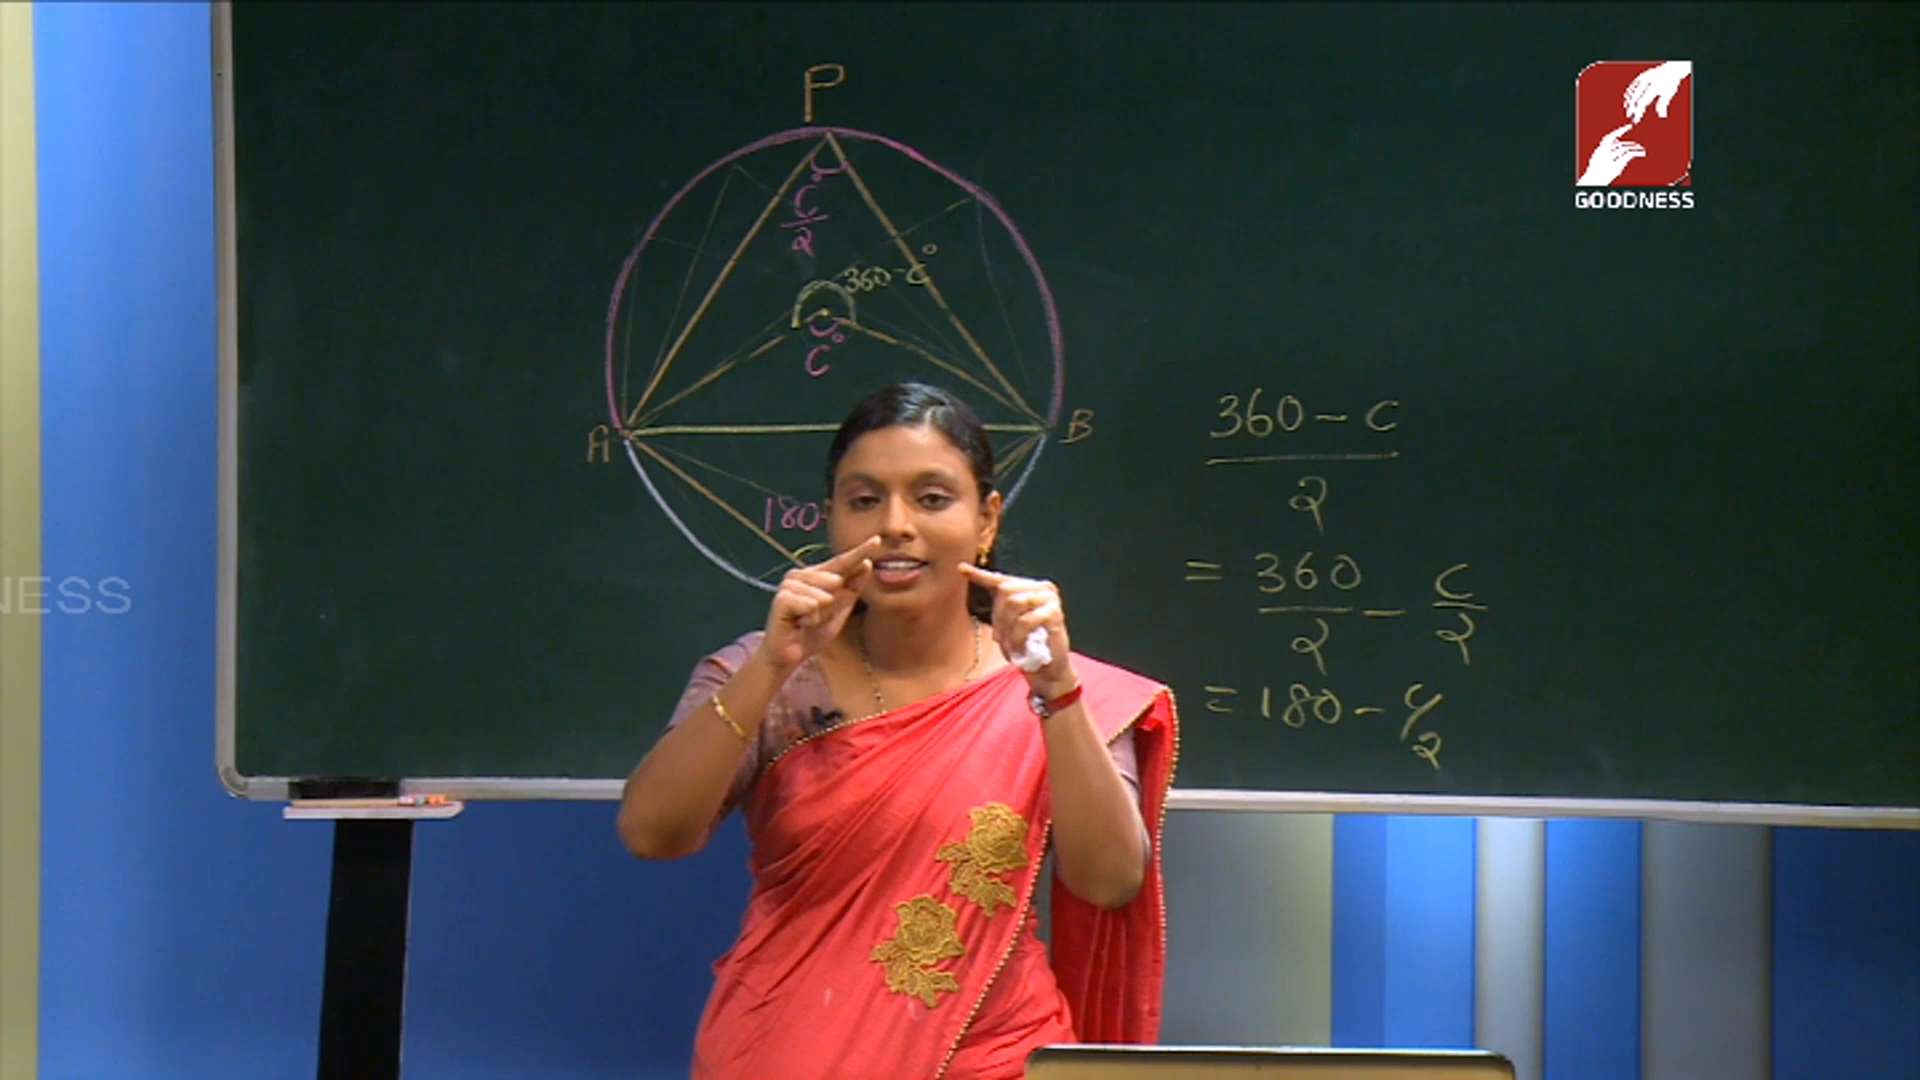 P
GOODNESS
C°
2
360-C°
C°
A
B
360 - C
2
180-
= 360/2 - C/2
NESS
= 180 - C/2